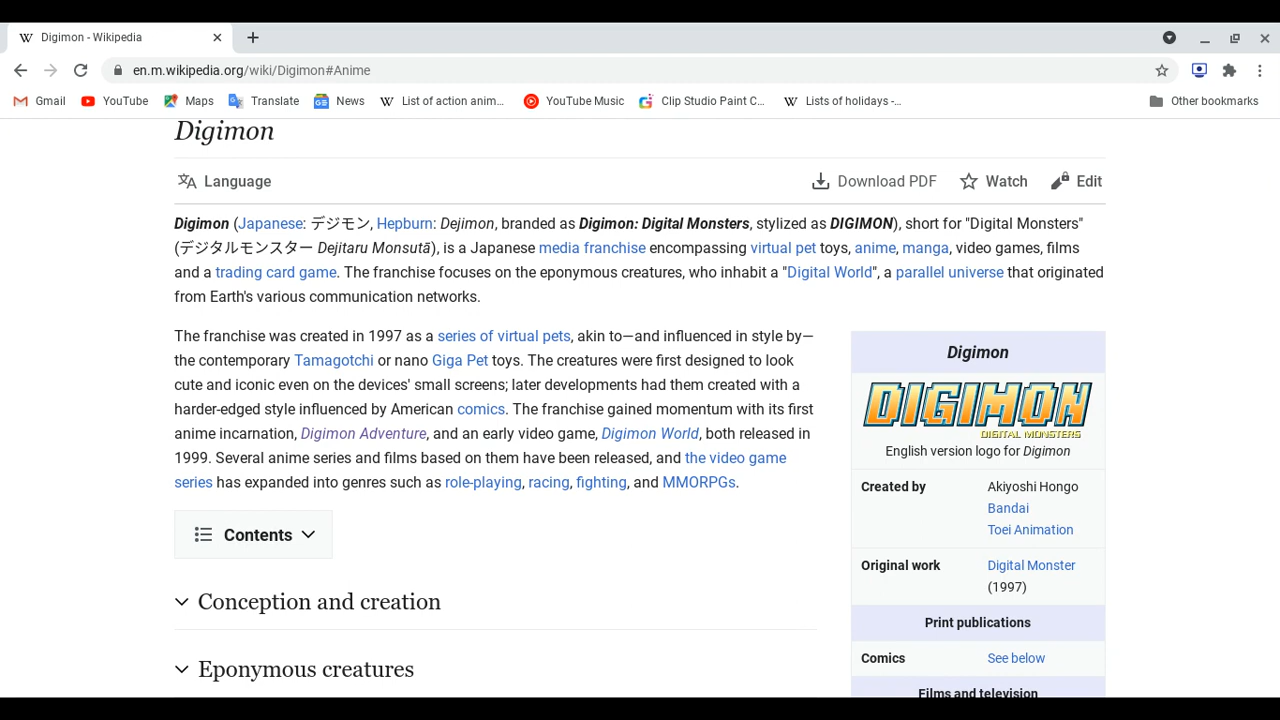 Digimon - Wikipedia
en.m.wikipedia.org/wiki/Digimon#Anime
Gmail YouTube Maps Translate News List of action anim... YouTube Music Clip Studio Paint C... Lists of holidays -... Other bookmarks
Digimon
Language Download PDF Watch Edit
Digimon (Japanese: デジモン, Hepburn: Dejimon, branded as Digimon: Digital Monsters, stylized as DIGIMON), short for "Digital Monsters"
(デジタルモンスター Dejitaru Monsutā), is a Japanese media franchise encompassing virtual pet toys, anime, manga, video games, films
and a trading card game. The franchise focuses on the eponymous creatures, who inhabit a "Digital World", a parallel universe that originated
from Earth's various communication networks.
The franchise was created in 1997 as a series of virtual pets, akin to—and influenced in style by—
the contemporary Tamagotchi or nano Giga Pet toys. The creatures were first designed to look
cute and iconic even on the devices' small screens; later developments had them created with a
harder-edged style influenced by American comics. The franchise gained momentum with its first
anime incarnation, Digimon Adventure, and an early video game, Digimon World, both released in
1999. Several anime series and films based on them have been released, and the video game
series has expanded into genres such as role-playing, racing, fighting, and MMORPGs.
Contents
Conception and creation
Eponymous creatures
Digimon
DIGIMON
DIGITAL MONSTERS
English version logo for Digimon
Created by Akiyoshi Hongo
Bandai
Toei Animation
Original work Digital Monster
(1997)
Print publications
Comics See below
Films and television